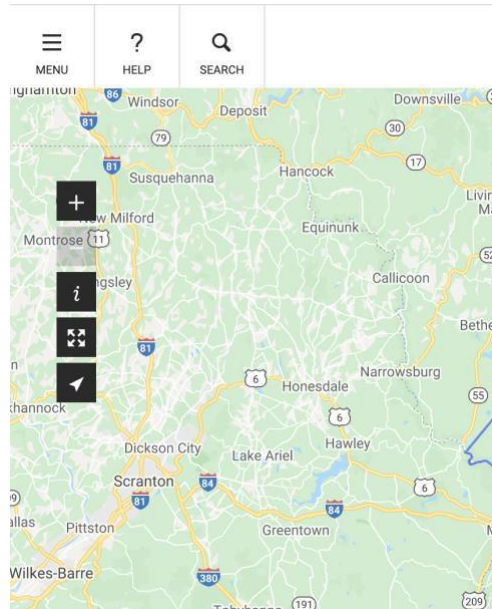 MENU
?
HELP
SEARCH
86
Windsor
Deposit
Downsville
81
30
79
17
81
Susquehanna
Hancock
+
Milford
Equinunk
Montrose
11
i
Callicoon
81
Narrowsburg
6
Honesdale
55
6
Dickson City
Lake Ariel
Hawley
Scranton
84
6
81
84
Pittston
Greentown
Wilkes-Barre
380
191
209